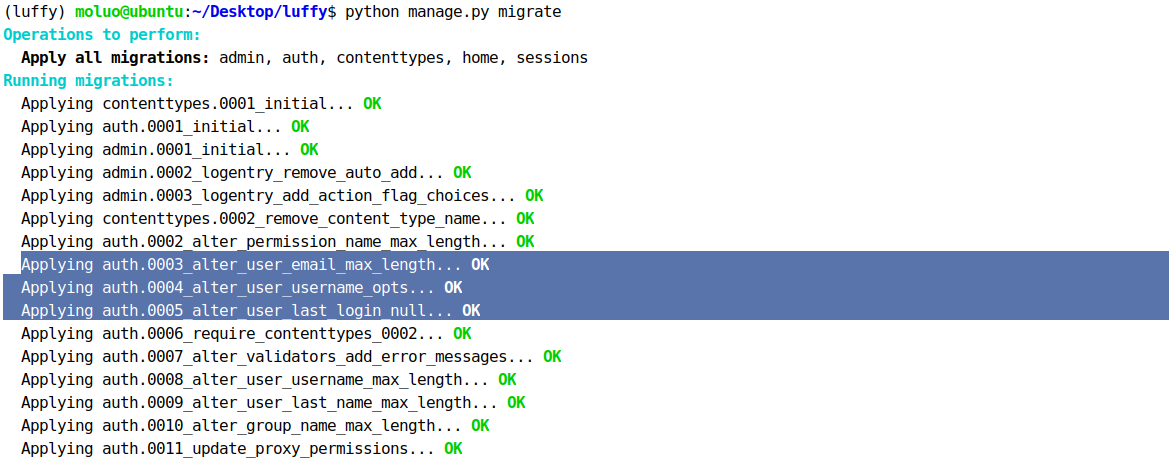 (luffy) moluo@ubuntu:~/Desktop/luffy$ python manage.py migrate
Operations to perform:
  Apply all migrations: admin, auth, contenttypes, home, sessions
Running migrations:
  Applying contenttypes.0001_initial... OK
  Applying auth.0001_initial... OK
  Applying admin.0001_initial... OK
  Applying admin.0002_logentry_remove_auto_add... OK
  Applying admin.0003_logentry_add_action_flag_choices... OK
  Applying contenttypes.0002_remove_content_type_name... OK
  Applying auth.0002_alter_permission_name_max_length... OK
  Applying auth.0003_alter_user_email_max_length... OK
  Applying auth.0004_alter_user_username_opts... OK
  Applying auth.0005_alter_user_last_login_null... OK
  Applying auth.0006_require_contenttypes_0002... OK
  Applying auth.0007_alter_validators_add_error_messages... OK
  Applying auth.0008_alter_user_username_max_length... OK
  Applying auth.0009_alter_user_last_name_max_length... OK
  Applying auth.0010_alter_group_name_max_length... OK
  Applying auth.0011_update_proxy_permissions... OK